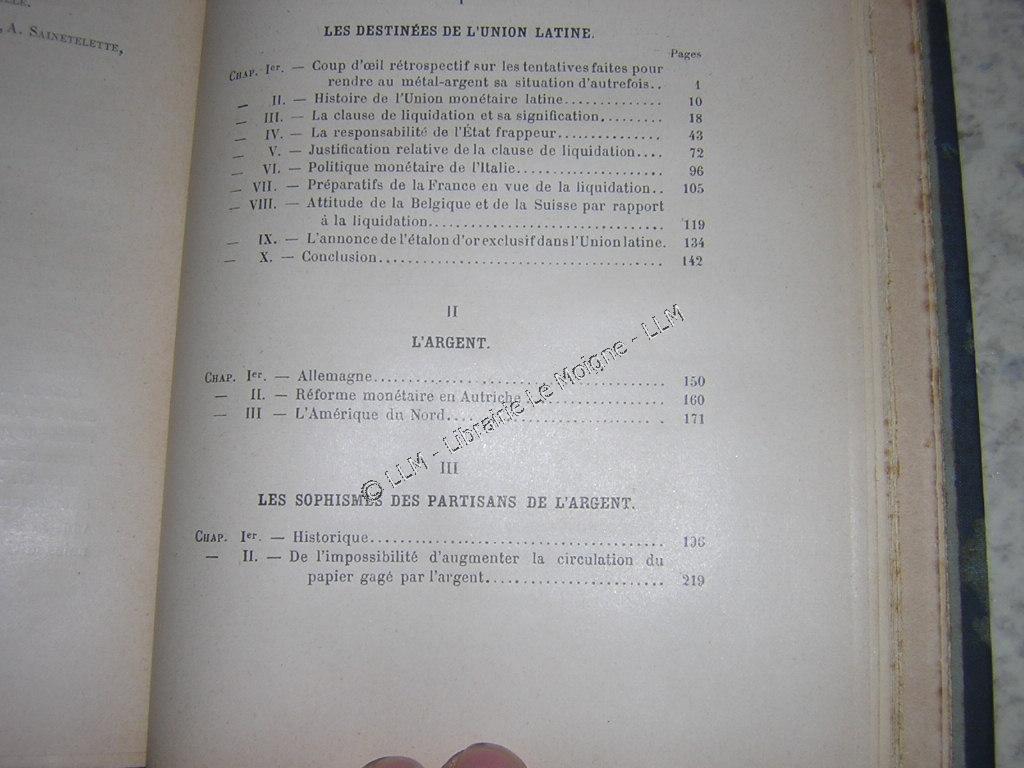 , A. SAINCTELETTE,
LES DESTINÉES DE L'UNION LATINE.
Pages
CHAP. Ier. — Coup d'œil rétrospectif sur les tentatives faites pour
rendre au métal-argent sa situation d'autrefois.. 1
— II. — Histoire de l'Union monétaire latine............. 10
— III. — La clause de liquidation et sa signification......... 18
— IV. — La responsabilité de l'État frappeur.............. 43
— V. — Justification relative de la clause de liquidation.... 72
— VI. — Politique monétaire de l'Italie................... 96
— VII. — Préparatifs de la France en vue de la liquidation.. 105
— VIII. — Attitude de la Belgique et de la Suisse par rapport
à la liquidation.............................. 119
— IX. — L'annonce de l'étalon d'or exclusif dans l'Union latine. 134
— X. — Conclusion.................................... 142
II
L'ARGENT.
CHAP. Ier. — Allemagne..................................... 150
— II. — Réforme monétaire en Autriche................. 160
— III — L'Amérique du Nord........................... 171
© LLM - Librairie Le Moigne - LLM
III
LES SOPHISMES DES PARTISANS DE L'ARGENT.
CHAP. Ier. — Historique..................................... 196
— II. — De l'impossibilité d'augmenter la circulation du
papier gagé par l'argent....................... 219